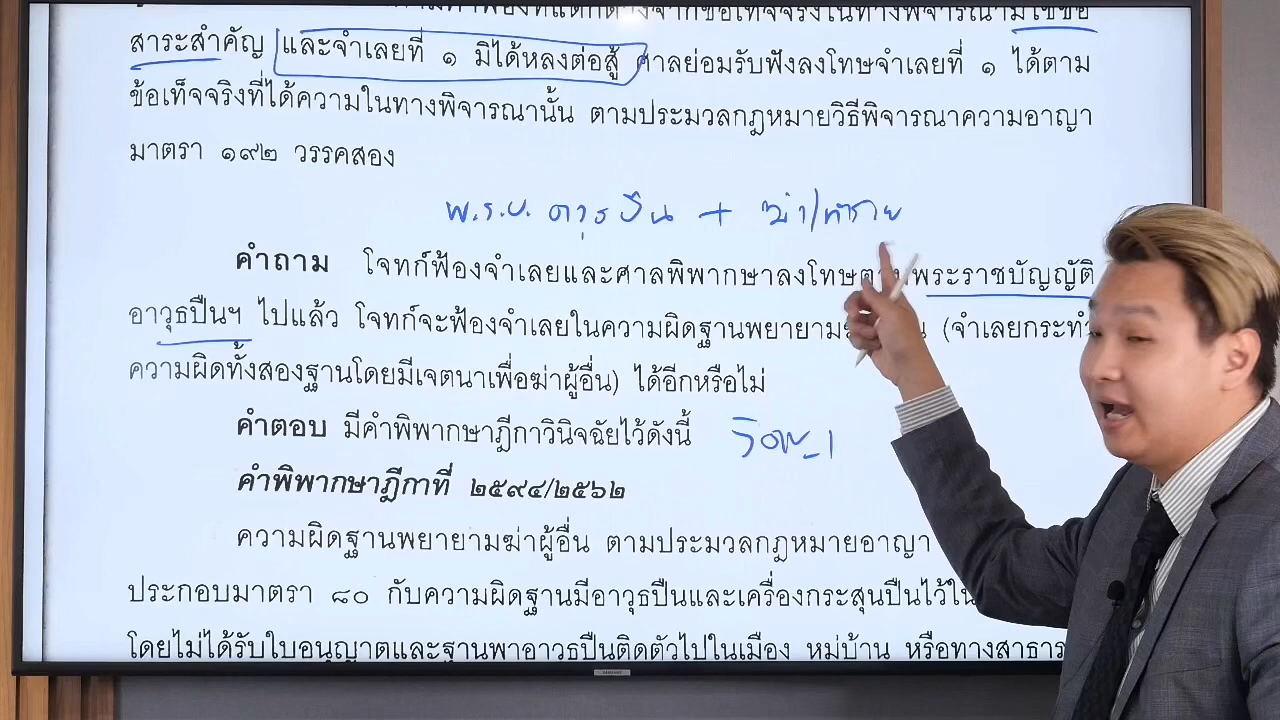 สาระสำคัญ และจำเลยที่ ๑ มิได้หลงต่อสู้ ศาลย่อมรับฟังลงโทษจำเลยที่ ๑ ได้ตาม
ข้อเท็จจริงที่ได้ความในทางพิจารณานั้น ตามประมวลกฎหมายวิธีพิจารณาความอาญา
มาตรา ๑๙๒ วรรคสอง
พ.ร.บ. อาวุธปืน + ฆ่า/ทำร้าย
คำถาม โจทก์ฟ้องจำเลยและศาลพิพากษาลงโทษตามพระราชบัญญัติ
อาวุธปืนฯ ไปแล้ว โจทก์จะฟ้องจำเลยในความผิดฐานพยายาม (จำเลยกระทำ
ความผิดทั้งสองฐานโดยมีเจตนาเพื่อฆ่าผู้อื่น) ได้อีกหรือไม่
คำตอบ มีคำพิพากษาฎีกาวินิจฉัยไว้ดังนี้
คำพิพากษาฎีกาที่ ๒๕๙๔/๒๕๖๒
ความผิดฐานพยายามฆ่าผู้อื่น ตามประมวลกฎหมายอาญา
ประกอบมาตรา ๘๐ กับความผิดฐานมีอาวุธปืนและเครื่องกระสุนปืนไว้ใน
โดยไม่ได้รับใบอนุญาตและฐานพาอาวุธปืนติดตัวไปในเมือง หมู่บ้าน หรือทางสาธาร